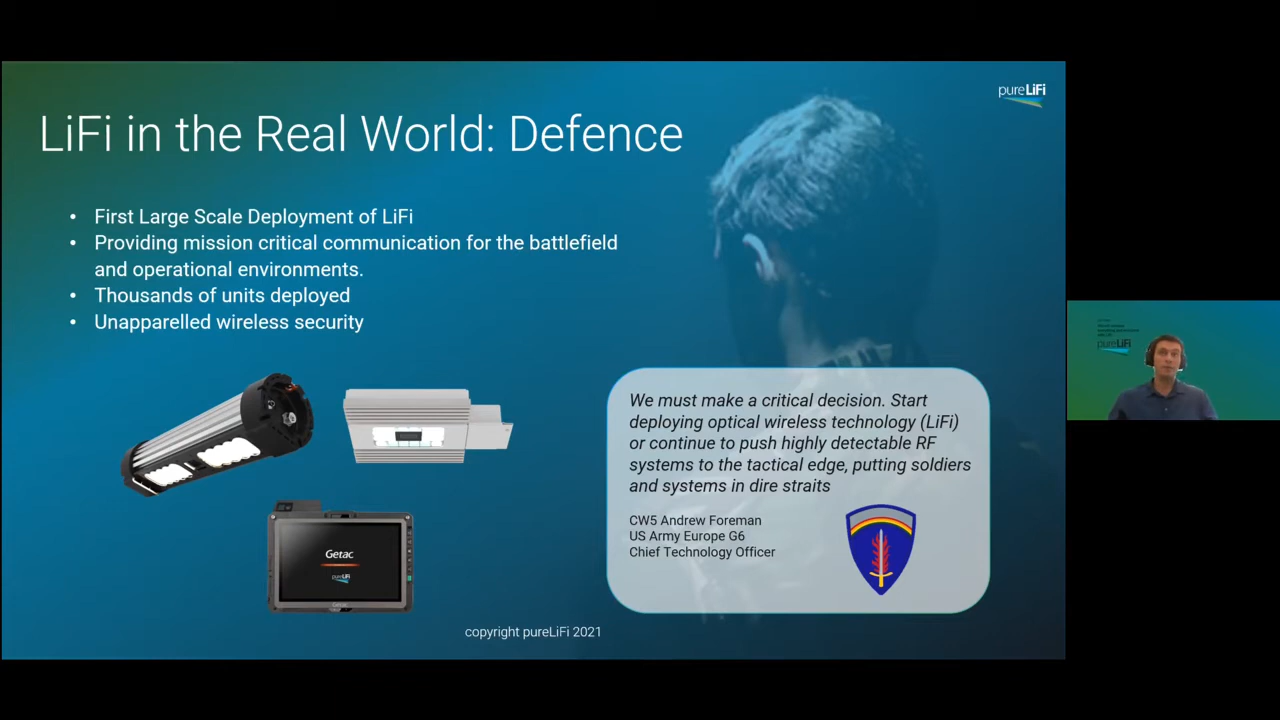 pureLiFi
LiFi in the Real World: Defence
• First Large Scale Deployment of LiFi
• Providing mission critical communication for the battlefield
and operational environments.
• Thousands of units deployed
• Unapparelled wireless security
We must make a critical decision. Start
deploying optical wireless technology (LiFi)
or continue to push highly detectable RF
systems to the tactical edge, putting soldiers
and systems in dire straits
CW5 Andrew Foreman
US Army Europe G6
Chief Technology Officer
Getac
pureLiFi
Getac
copyright pureLiFi 2021
pureLiFi